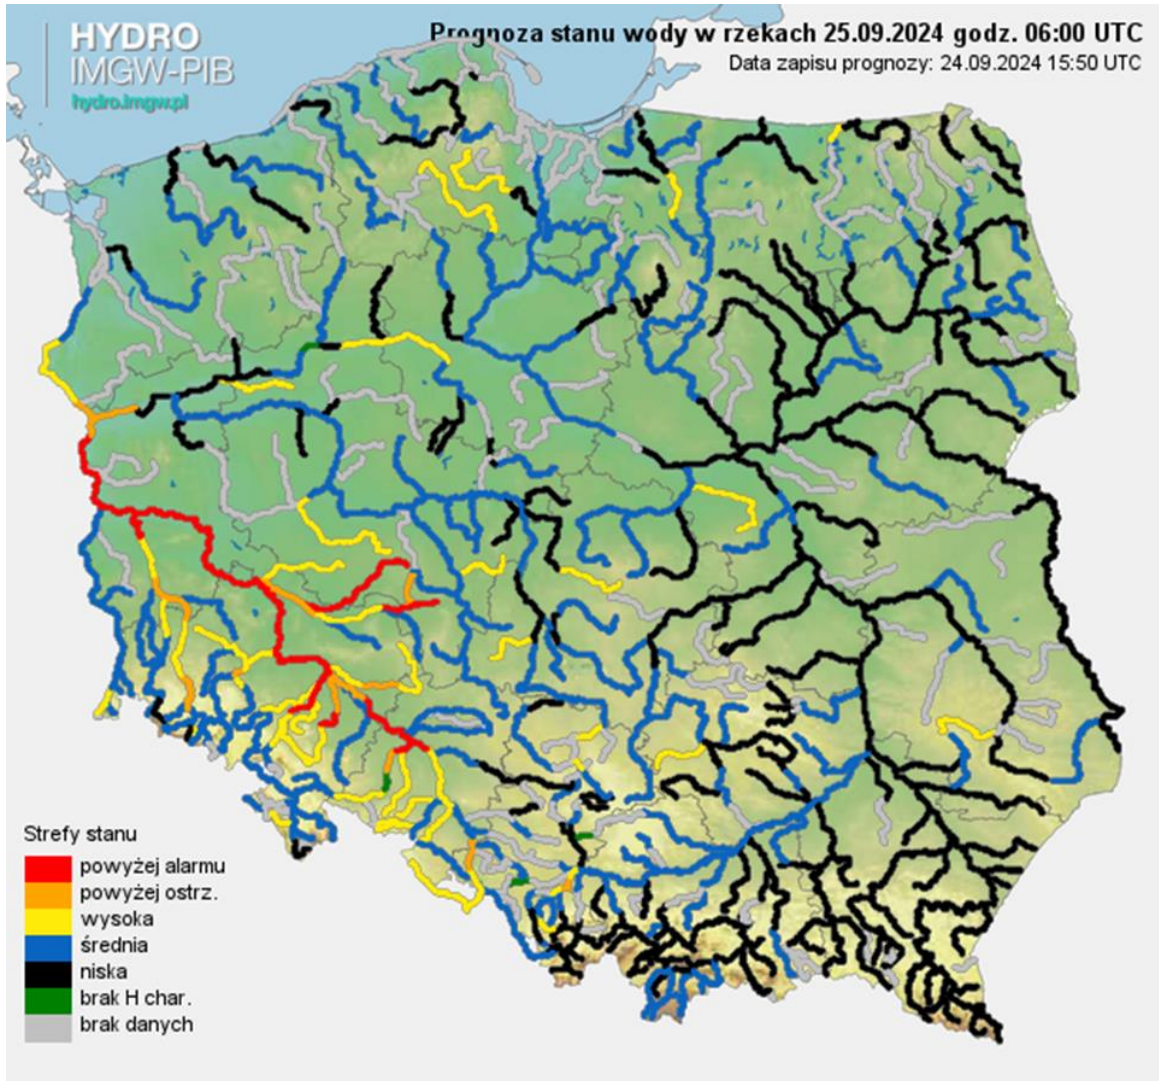 HYDRO
IMGW-PIB
hydro.imgw.pl
Prognoza stanu wody w rzekach 25.09.2024 godz. 06:00 UTC
Data zapisu prognozy: 24.09.2024 15:50 UTC
Strefy stanu
powyżej alarmu
powyżej ostrz.
wysoka
średnia
niska
brak H char.
brak danych